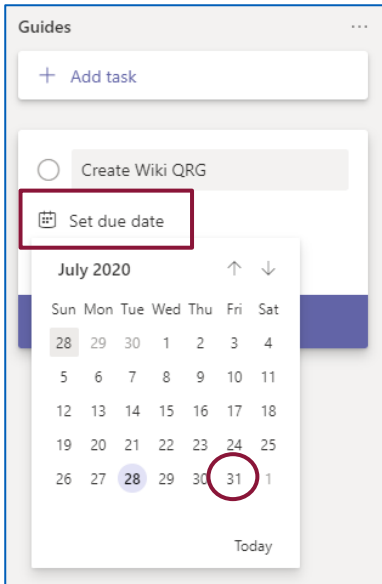 Guides ...
+ Add task
Create Wiki QRG
Set due date
July 2020 ↑ ↓
Sun Mon Tue Wed Thu Fri Sat
28 29 30 1 2 3 4
5 6 7 8 9 10 11
12 13 14 15 16 17 18
19 20 21 22 23 24 25
26 27 28 29 30 31 1
Today